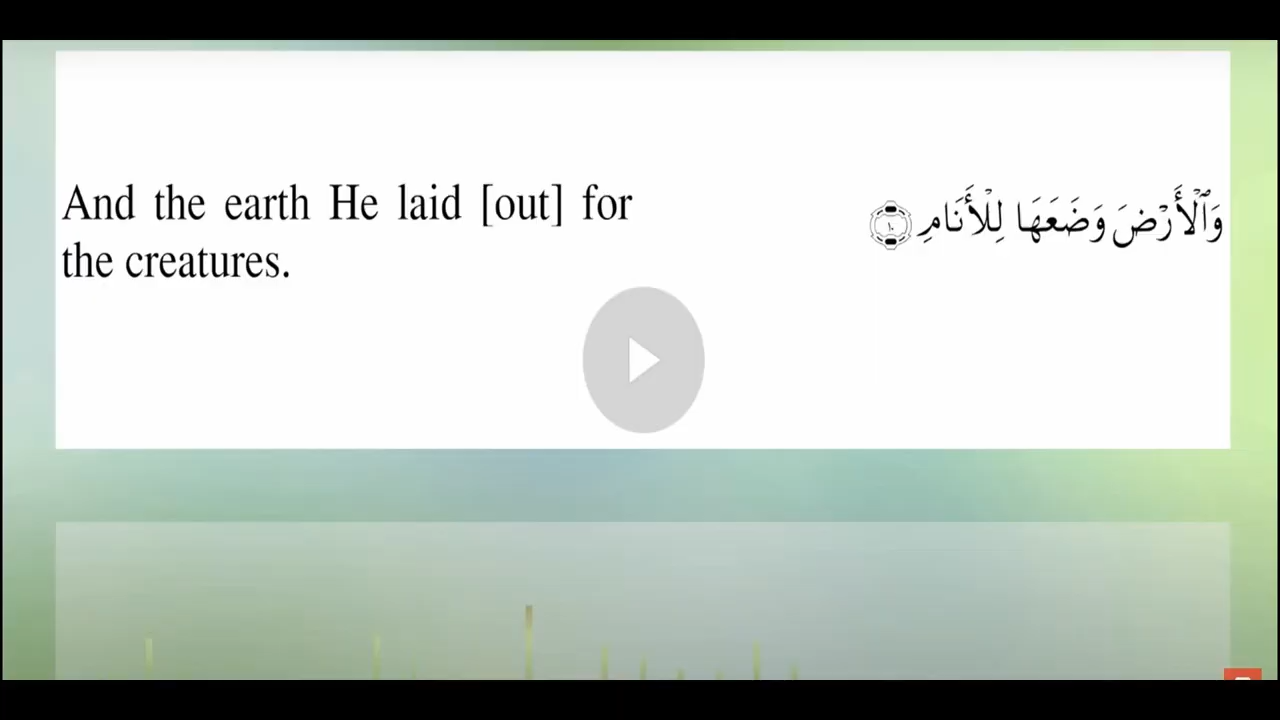 And the earth He laid [out] for
the creatures.
وَٱلْأَرْضَ وَضَعَهَا لِلْأَنَامِ ١٠